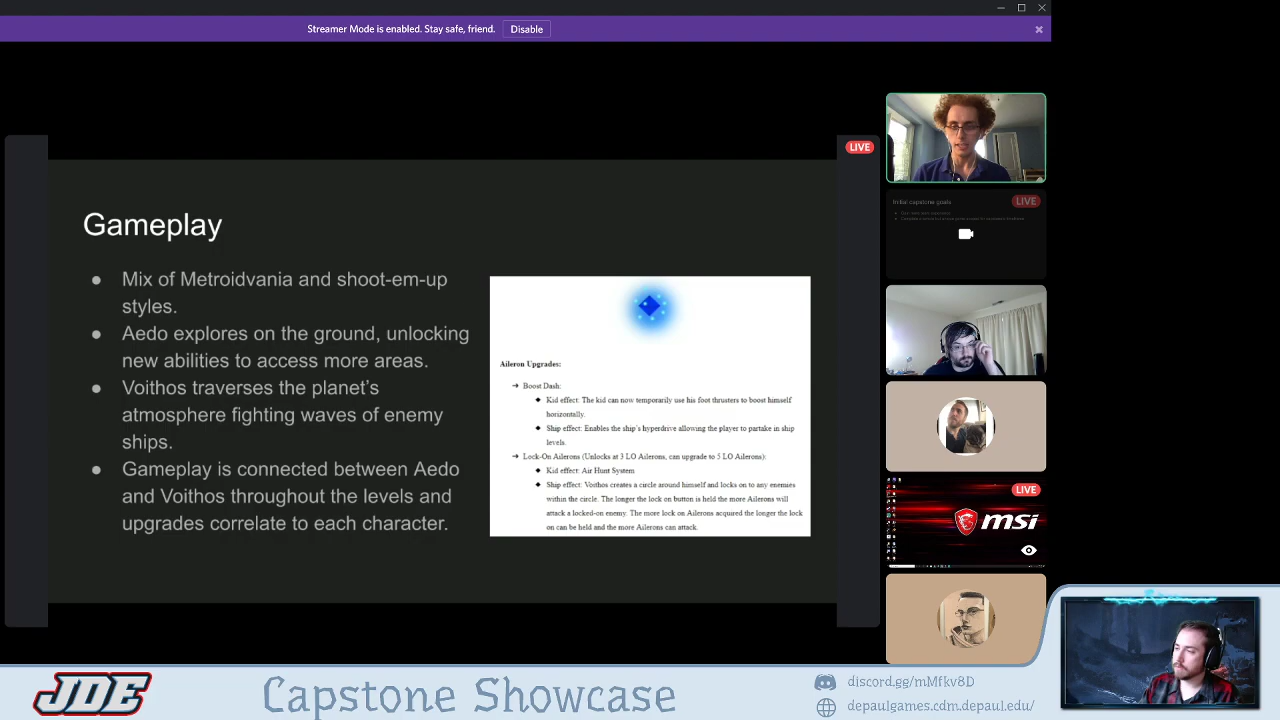 Streamer Mode is enabled. Stay safe, friend. Disable
LIVE
Gameplay
● Mix of Metroidvania and shoot-em-up
styles.
● Aedo explores on the ground, unlocking
new abilities to access more areas.
● Voithos traverses the planet's
atmosphere fighting waves of enemy
ships.
● Gameplay is connected between Aedo
and Voithos throughout the levels and
upgrades correlate to each character.
Aileron Upgrades:
➔ Boost Dash:
◆ Kid effect: The kid can now temporarily use his foot thrusters to boost himself
horizontally.
◆ Ship effect: Enables the ship's hyperdrive allowing the player to partake in ship
levels.
➔ Lock-On Ailerons (Unlocks at 3 LO Ailerons, can upgrade to 5 LO Ailerons):
◆ Kid effect: Air Hunt System
◆ Ship effect: Voithos creates a circle around himself and locks on to any enemies
within the circle. The longer the lock on button is held the more Ailerons will
attack a locked-on enemy. The more lock on Ailerons acquired the longer the lock
on can be held and the more Ailerons can attack.
Initial capstone goals
LIVE
LIVE
msi
JDE
Capstone Showcase
discord.gg/mMfkv8D
depaulgames.cdm.depaul.edu/